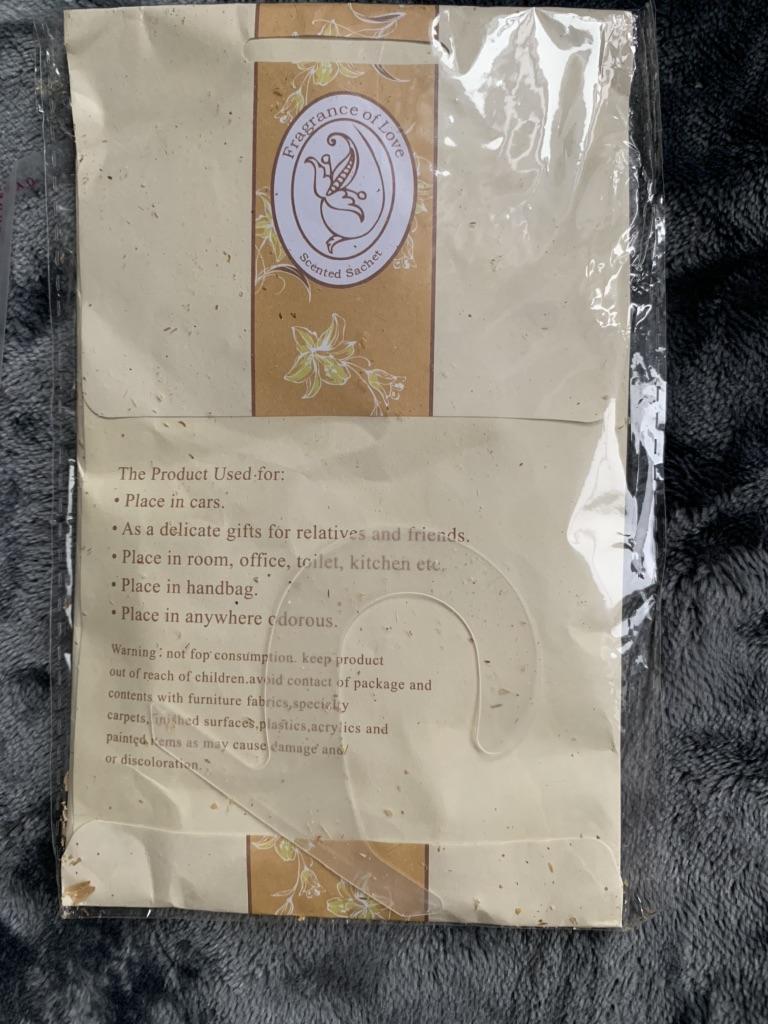 Fragrance of Love
Scented Sachet
The Product Used for:
• Place in cars.
• As a delicate gifts for relatives and friends.
• Place in room, office, toilet, kitchen etc.
• Place in handbag.
• Place in anywhere odorous.
Warning: not fop consumption. keep product
out of reach of children.avoid contact of package and
contents with furniture fabrics,specialty
carpets,finished surfaces,plastics,acrylics and
painted items as may cause damage and/
or discoloration.